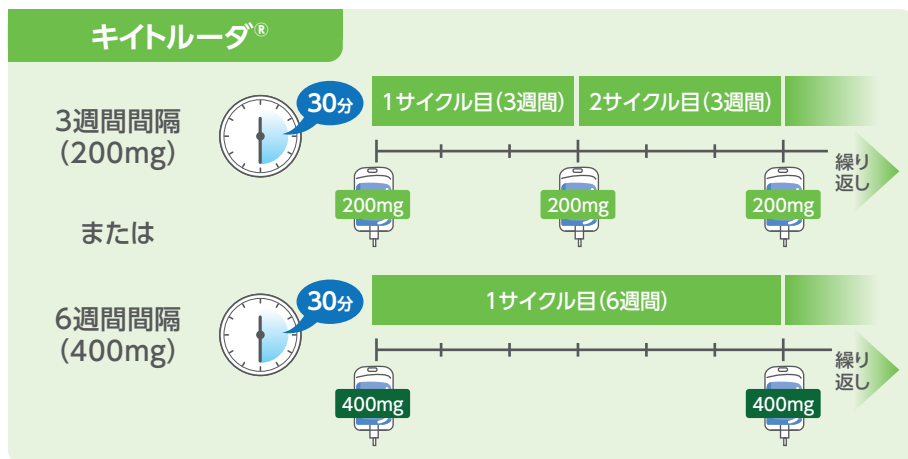 キイトルーダ®
3週間間隔
(200mg)
30分
1サイクル目(3週間)
2サイクル目(3週間)
繰り
返し
200mg
200mg
200mg
または
6週間間隔
(400mg)
30分
1サイクル目(6週間)
繰り
返し
400mg
400mg